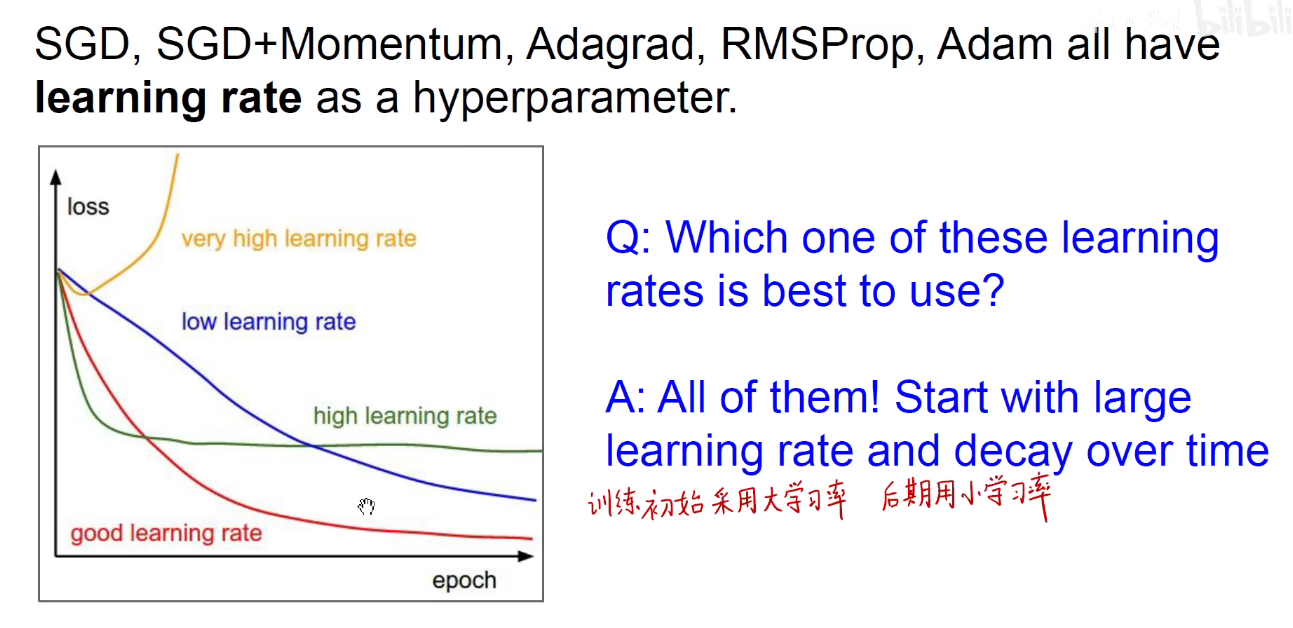 bilibili
SGD, SGD+Momentum, Adagrad, RMSProp, Adam all have
learning rate as a hyperparameter.
loss
very high learning rate
low learning rate
high learning rate
good learning rate
epoch
Q: Which one of these learning
rates is best to use?
A: All of them! Start with large
learning rate and decay over time
训练初始采用大学习率 后期用小学习率